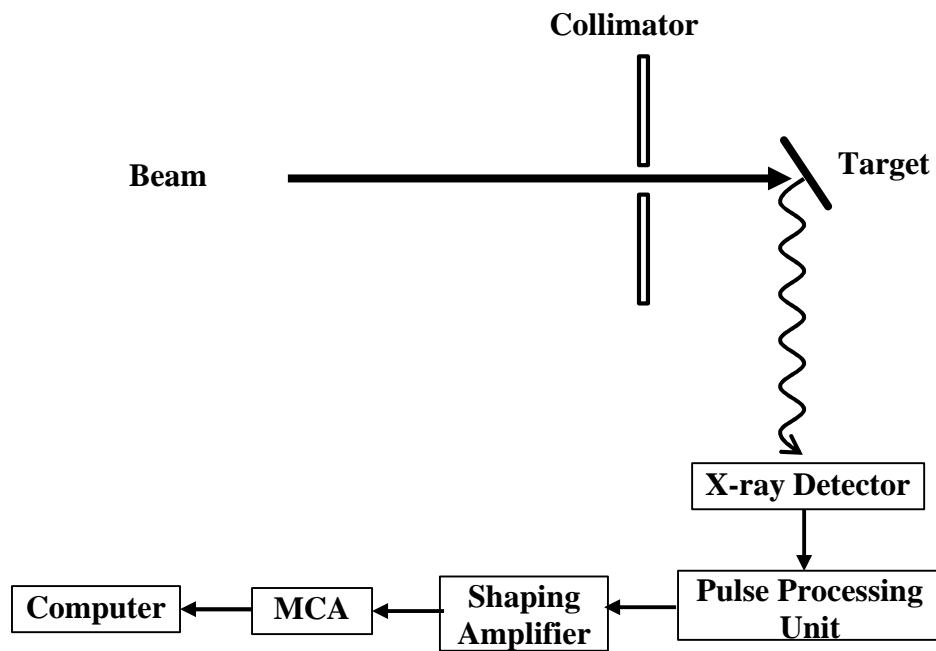 Collimator
Beam
Target
X-ray Detector
Pulse Processing
Unit
Shaping
Amplifier
MCA
Computer